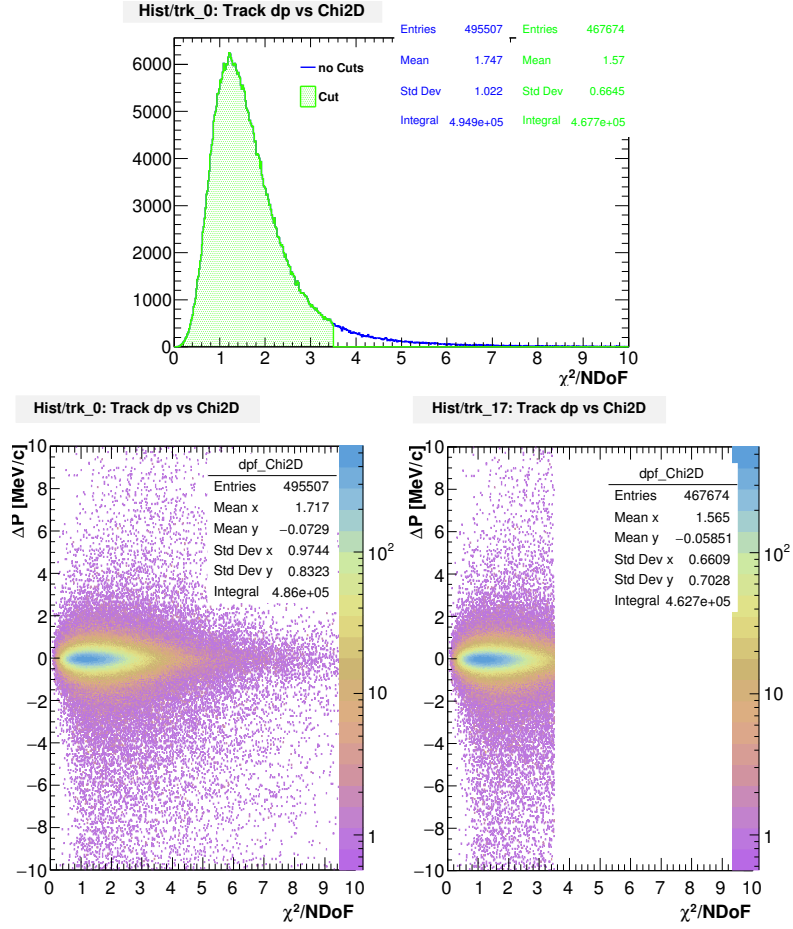 Hist/trk_0: Track dp vs Chi2D
Entries 495507 Entries 467674
Mean 1.747 Mean 1.57
Std Dev 1.022 Std Dev 0.6645
Integral 4.949e+05 Integral 4.677e+05
no Cuts
Cut
6000
5000
4000
3000
2000
1000
0
0 1 2 3 4 5 6 7 8 9 10
χ²/NDoF
Hist/trk_0: Track dp vs Chi2D
ΔP [MeV/c]
10
8
6
4
2
0
−2
−4
−6
−8
−10
0 1 2 3 4 5 6 7 8 9 10
χ²/NDoF
dpf_Chi2D
Entries 495507
Mean x 1.717
Mean y −0.0729
Std Dev x 0.9744
Std Dev y 0.8323
Integral 4.86e+05
10²
10
1
Hist/trk_17: Track dp vs Chi2D
ΔP [MeV/c]
10
8
6
4
2
0
−2
−4
−6
−8
−10
0 1 2 3 4 5 6 7 8 9 10
χ²/NDoF
dpf_Chi2D
Entries 467674
Mean x 1.565
Mean y −0.05851
Std Dev x 0.6609
Std Dev y 0.7028
Integral 4.627e+05
10²
10
1